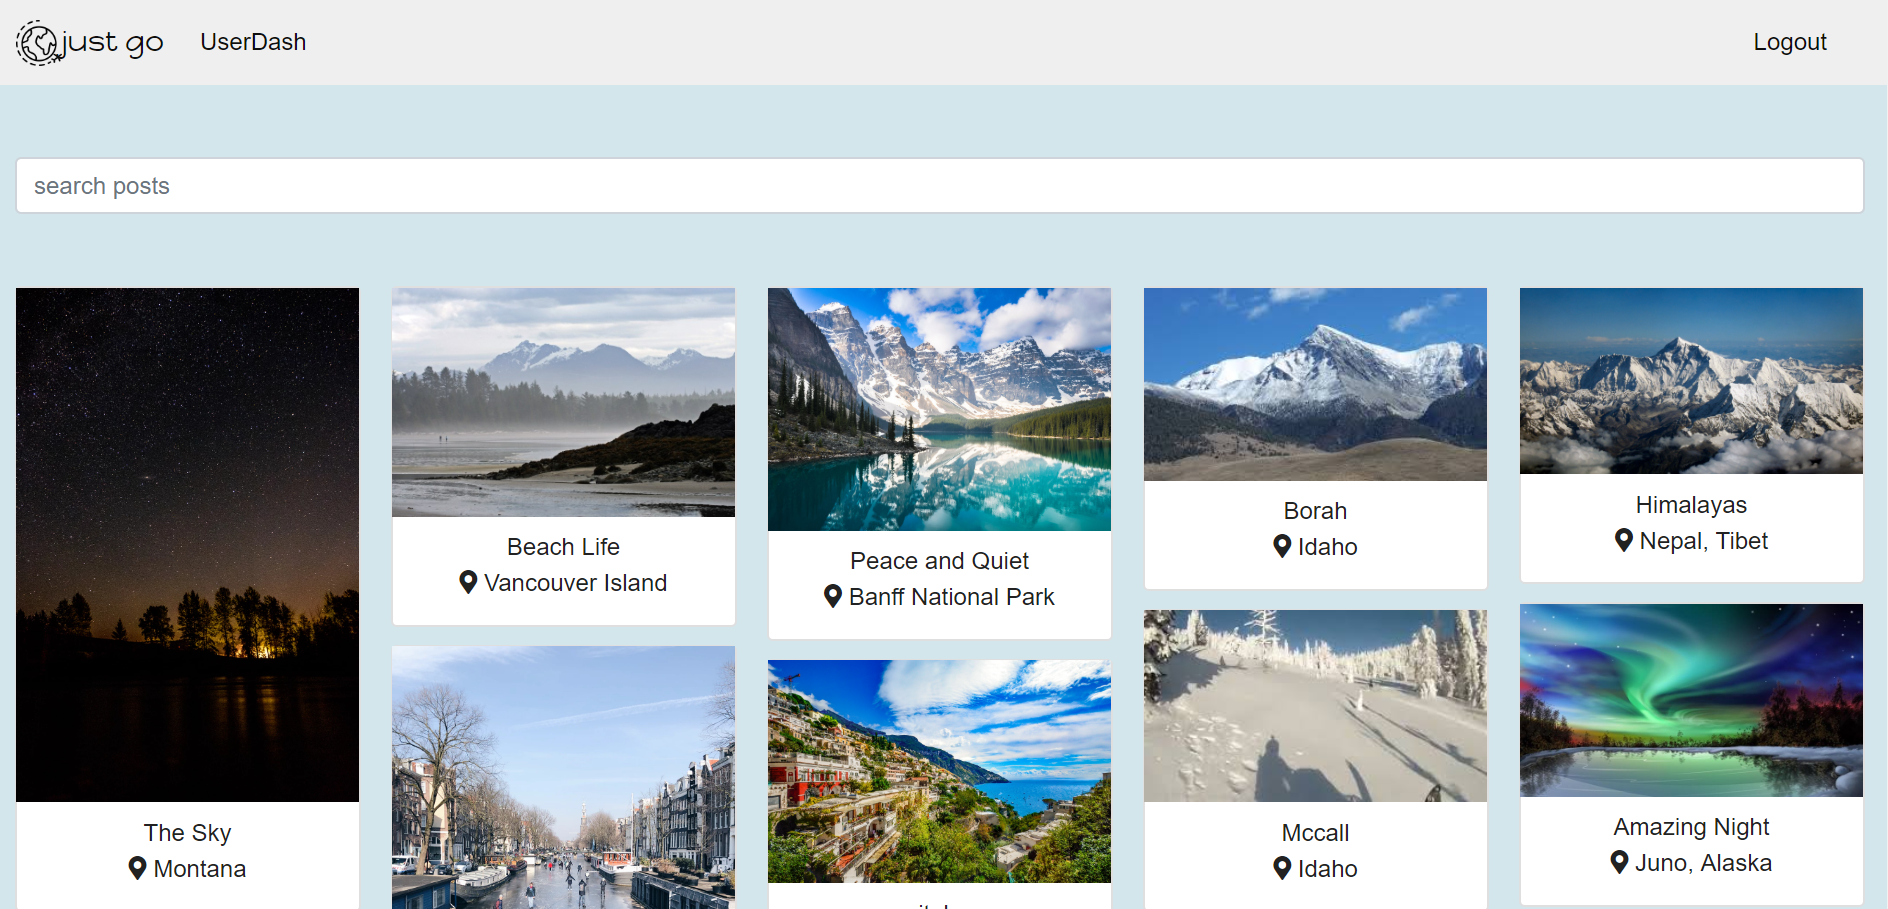 just go
UserDash
Logout
search posts
The Sky
Montana
Beach Life
Vancouver Island
Peace and Quiet
Banff National Park
Borah
Idaho
Mccall
Idaho
Himalayas
Nepal, Tibet
Amazing Night
Juno, Alaska